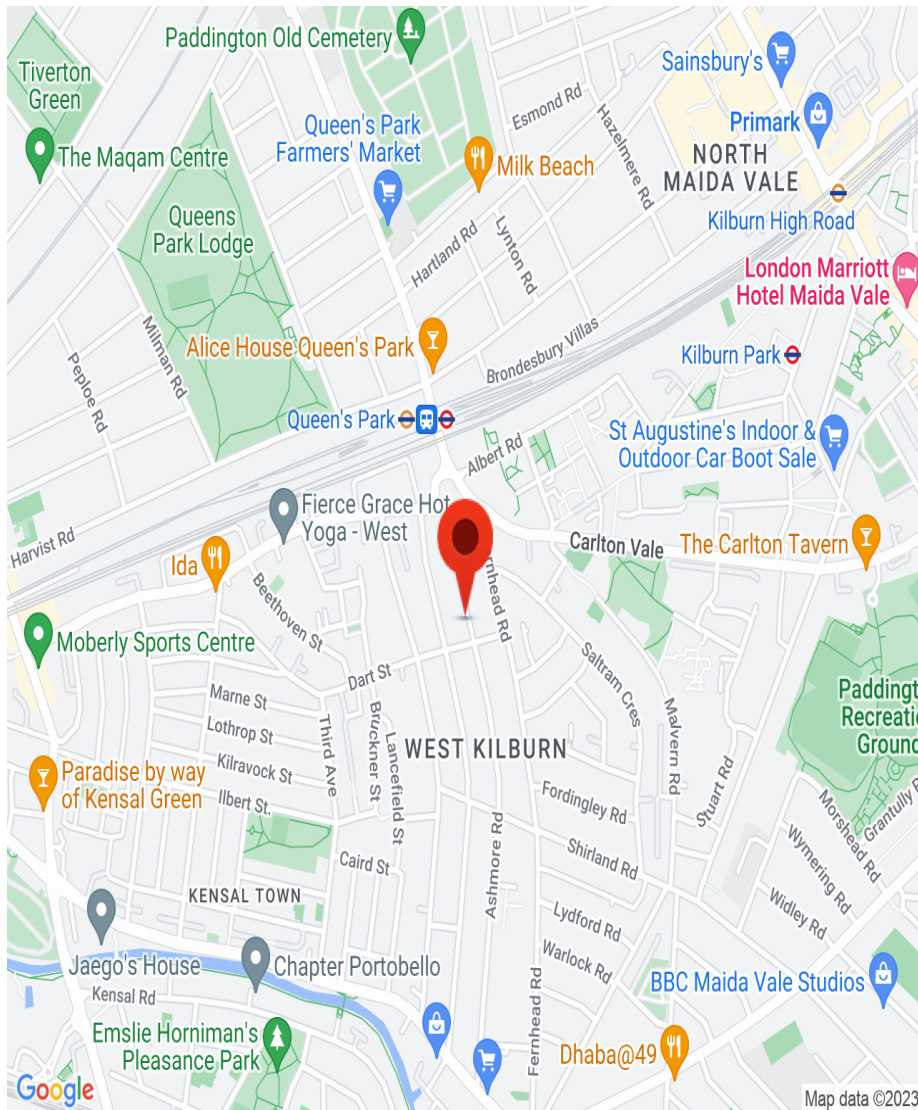 Paddington Old Cemetery
Sainsbury's
Tiverton
Green
Esmond Rd
Primark
Queen's Park
Farmers' Market
Hazelmere Rd
The Maqam Centre
Milk Beach
NORTH
MAIDA VALE
Queens
Park Lodge
Kilburn High Road
Hartland Rd
Lynton Rd
London Marriott
Hotel Maida Vale
Milman Rd
Alice House Queen's Park
Brondesbury Villas
Kilburn Park
Peploe Rd
Queen's Park
Albert Rd
St Augustine's Indoor &
Outdoor Car Boot Sale
Fierce Grace Hot
Yoga - West
Harvist Rd
Carlton Vale
The Carlton Tavern
Ida
ernhead Rd
Beethoven St
Moberly Sports Centre
Saltram Cres
Dart St
Marne St
Lothrop St
Third Ave
Bruckner St
Lancefield St
Malvern Rd
Paddingt
Recreatio
Ground
WEST KILBURN
Kilravock St
Paradise by way
of Kensal Green
Ilbert St.
Stuart Rd
Fordingley Rd
Morshead Rd
Grantully R
Ashmore Rd
Shirland Rd
Wymering Rd
Caird St
KENSAL TOWN
Widley Rd
Lydford Rd
Warlock Rd
Jaego's House
Chapter Portobello
BBC Maida Vale Studios
Kensal Rd
Fernhead Rd
Emslie Horniman's
Pleasance Park
Dhaba@49
Google
Map data ©2023